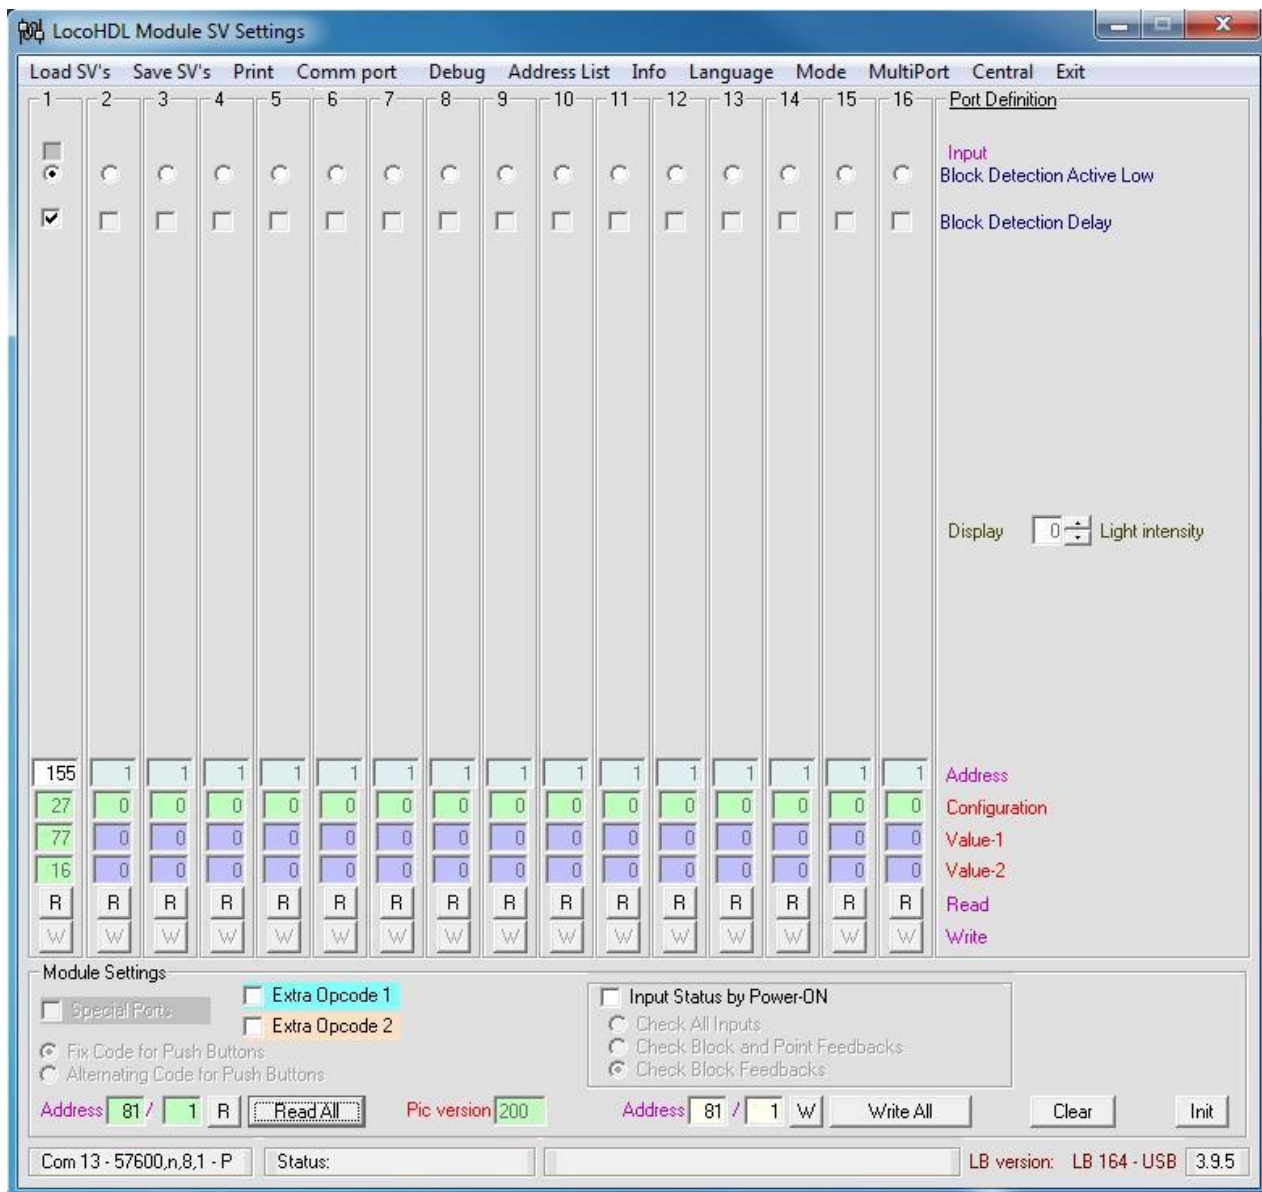 LocoHDL Module SV Settings
Load SV's Save SV's Print Comm port Debug Address List Info Language Mode MultiPort Central Exit
1 2 3 4 5 6 7 8 9 10 11 12 13 14 15 16 Port Definition
Input
Block Detection Active Low
Block Detection Delay
Display 0 Light intensity
155 1 1 1 1 1 1 1 1 1 1 1 1 1 1 1 Address
27 0 0 0 0 0 0 0 0 0 0 0 0 0 0 0 Configuration
77 0 0 0 0 0 0 0 0 0 0 0 0 0 0 0 Value-1
16 0 0 0 0 0 0 0 0 0 0 0 0 0 0 0 Value-2
R R R R R R R R R R R R R R R R Read
W W W W W W W W W W W W W W W W Write
Module Settings
Special Ports
Extra Opcode 1
Extra Opcode 2
Fix Code for Push Buttons
Alternating Code for Push Buttons
Input Status by Power-ON
Check All Inputs
Check Block and Point Feedbacks
Check Block Feedbacks
Address 81 / 1 R Read All Pic version 200 Address 81 / 1 W Write All Clear Init
Com 13 - 57600,n,8,1 - P Status: LB version: LB 164 - USB 3.9.5